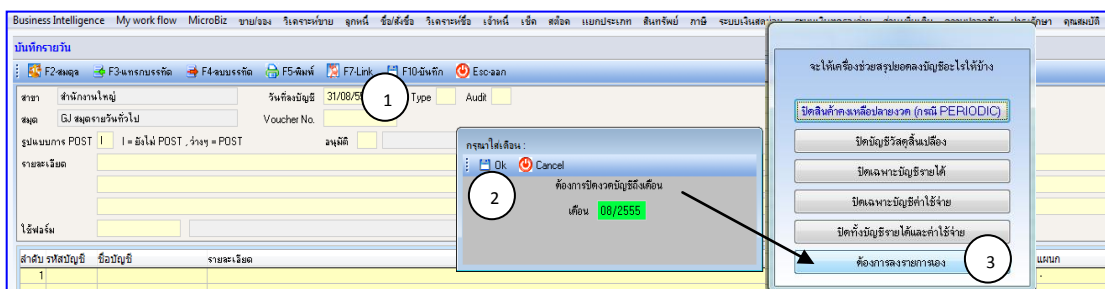 Business Intelligence My work flow MicroBiz ขาย/จอง วิเคราะห์ขาย ลูกหนี้ ซื้อ/สั่งซื้อ วิเคราะห์ซื้อ เจ้าหนี้ เช็ค สต็อค แยกประเภท สินทรัพย์ ภาษี คุณสมบัติ
บันทึกรายวัน
F2-สมุด F3-แทรกบรรทัด F4-ลบบรรทัด F5-พิมพ์ F7-Link F10-บันทึก Esc-ออก
สาขา สำนักงานใหญ่ วันที่ลงบัญชี 31/08/55 1 Type Audit
สมุด GJ สมุดรายวันทั่วไป Voucher No.
รูปแบบการ POST I I = ยังไม่ POST , ว่างๆ = POST อนุมัติ
รายละเอียด
ใช้ฟอร์ม
ลำดับ รหัสบัญชี ชื่อบัญชี รายละเอียด แผนก
1
กรุณาใส่เดือน :
Ok Cancel
2
ต้องการปิดงวดบัญชีถึงเดือน
เดือน 08/2555
จะให้เครื่องช่วยสรุปยอดลงบัญชีอะไรให้บ้าง
ปิดสินค้าคงเหลือปลายงวด (กรณี PERIODIC)
ปิดบัญชีวัสดุสิ้นเปลือง
ปิดเฉพาะบัญชีรายได้
ปิดเฉพาะบัญชีค่าใช้จ่าย
ปิดทั้งบัญชีรายได้และค่าใช้จ่าย
ต้องการลงรายการเอง 3